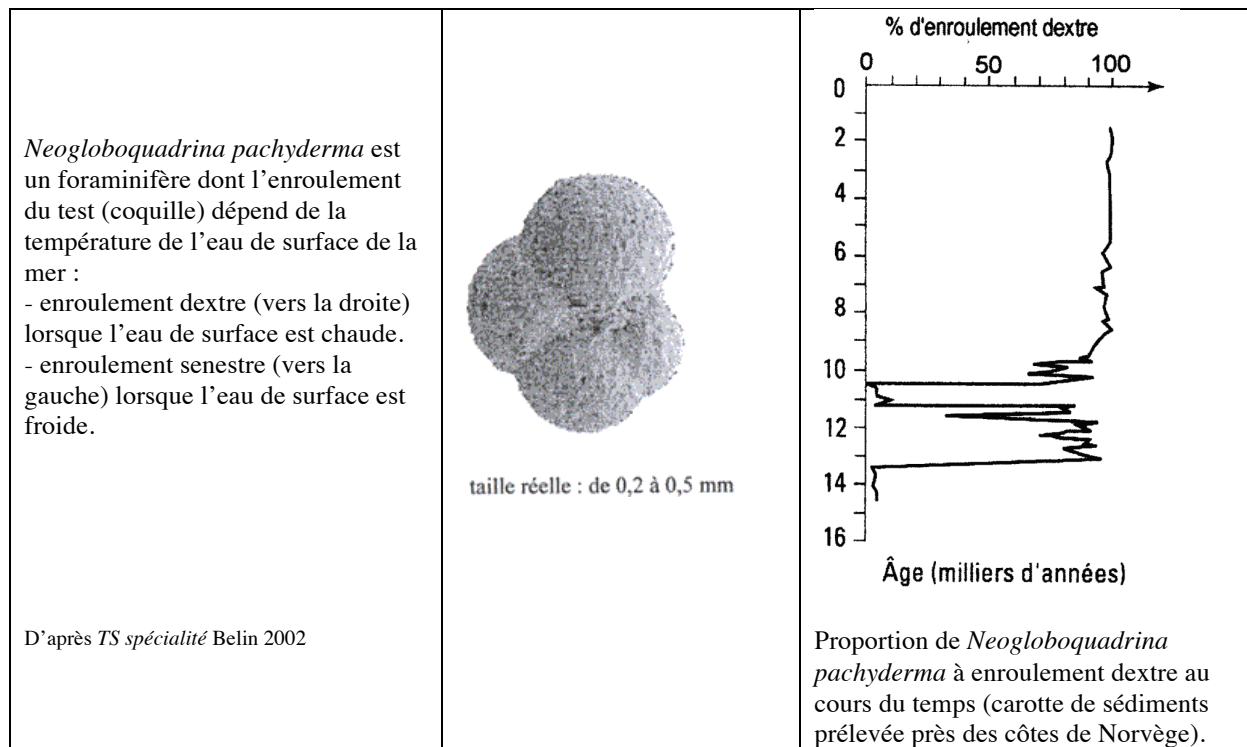 Neogloboquadrina pachyderma est
un foraminifère dont l'enroulement
du test (coquille) dépend de la
température de l'eau de surface de la
mer :
- enroulement dextre (vers la droite)
lorsque l'eau de surface est chaude.
- enroulement senestre (vers la
gauche) lorsque l'eau de surface est
froide.
D'après TS spécialité Belin 2002
taille réelle : de 0,2 à 0,5 mm
% d'enroulement dextre
0 50 100
0
2
4
6
8
10
12
14
16
Âge (milliers d'années)
Proportion de Neogloboquadrina
pachyderma à enroulement dextre au
cours du temps (carotte de sédiments
prélevée près des côtes de Norvège).